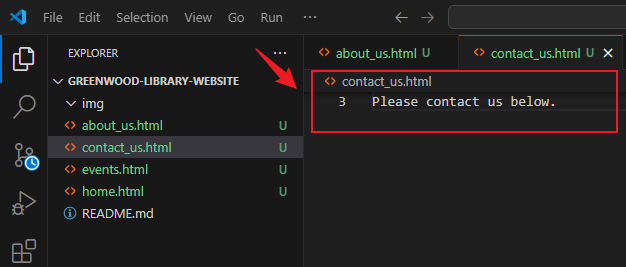 File Edit Selection View Go Run ···
EXPLORER ···
GREENWOOD-LIBRARY-WEBSITE
img
about_us.html U
contact_us.html U
events.html U
home.html U
README.md
about_us.html U
contact_us.html U
contact_us.html
3 Please contact us below.